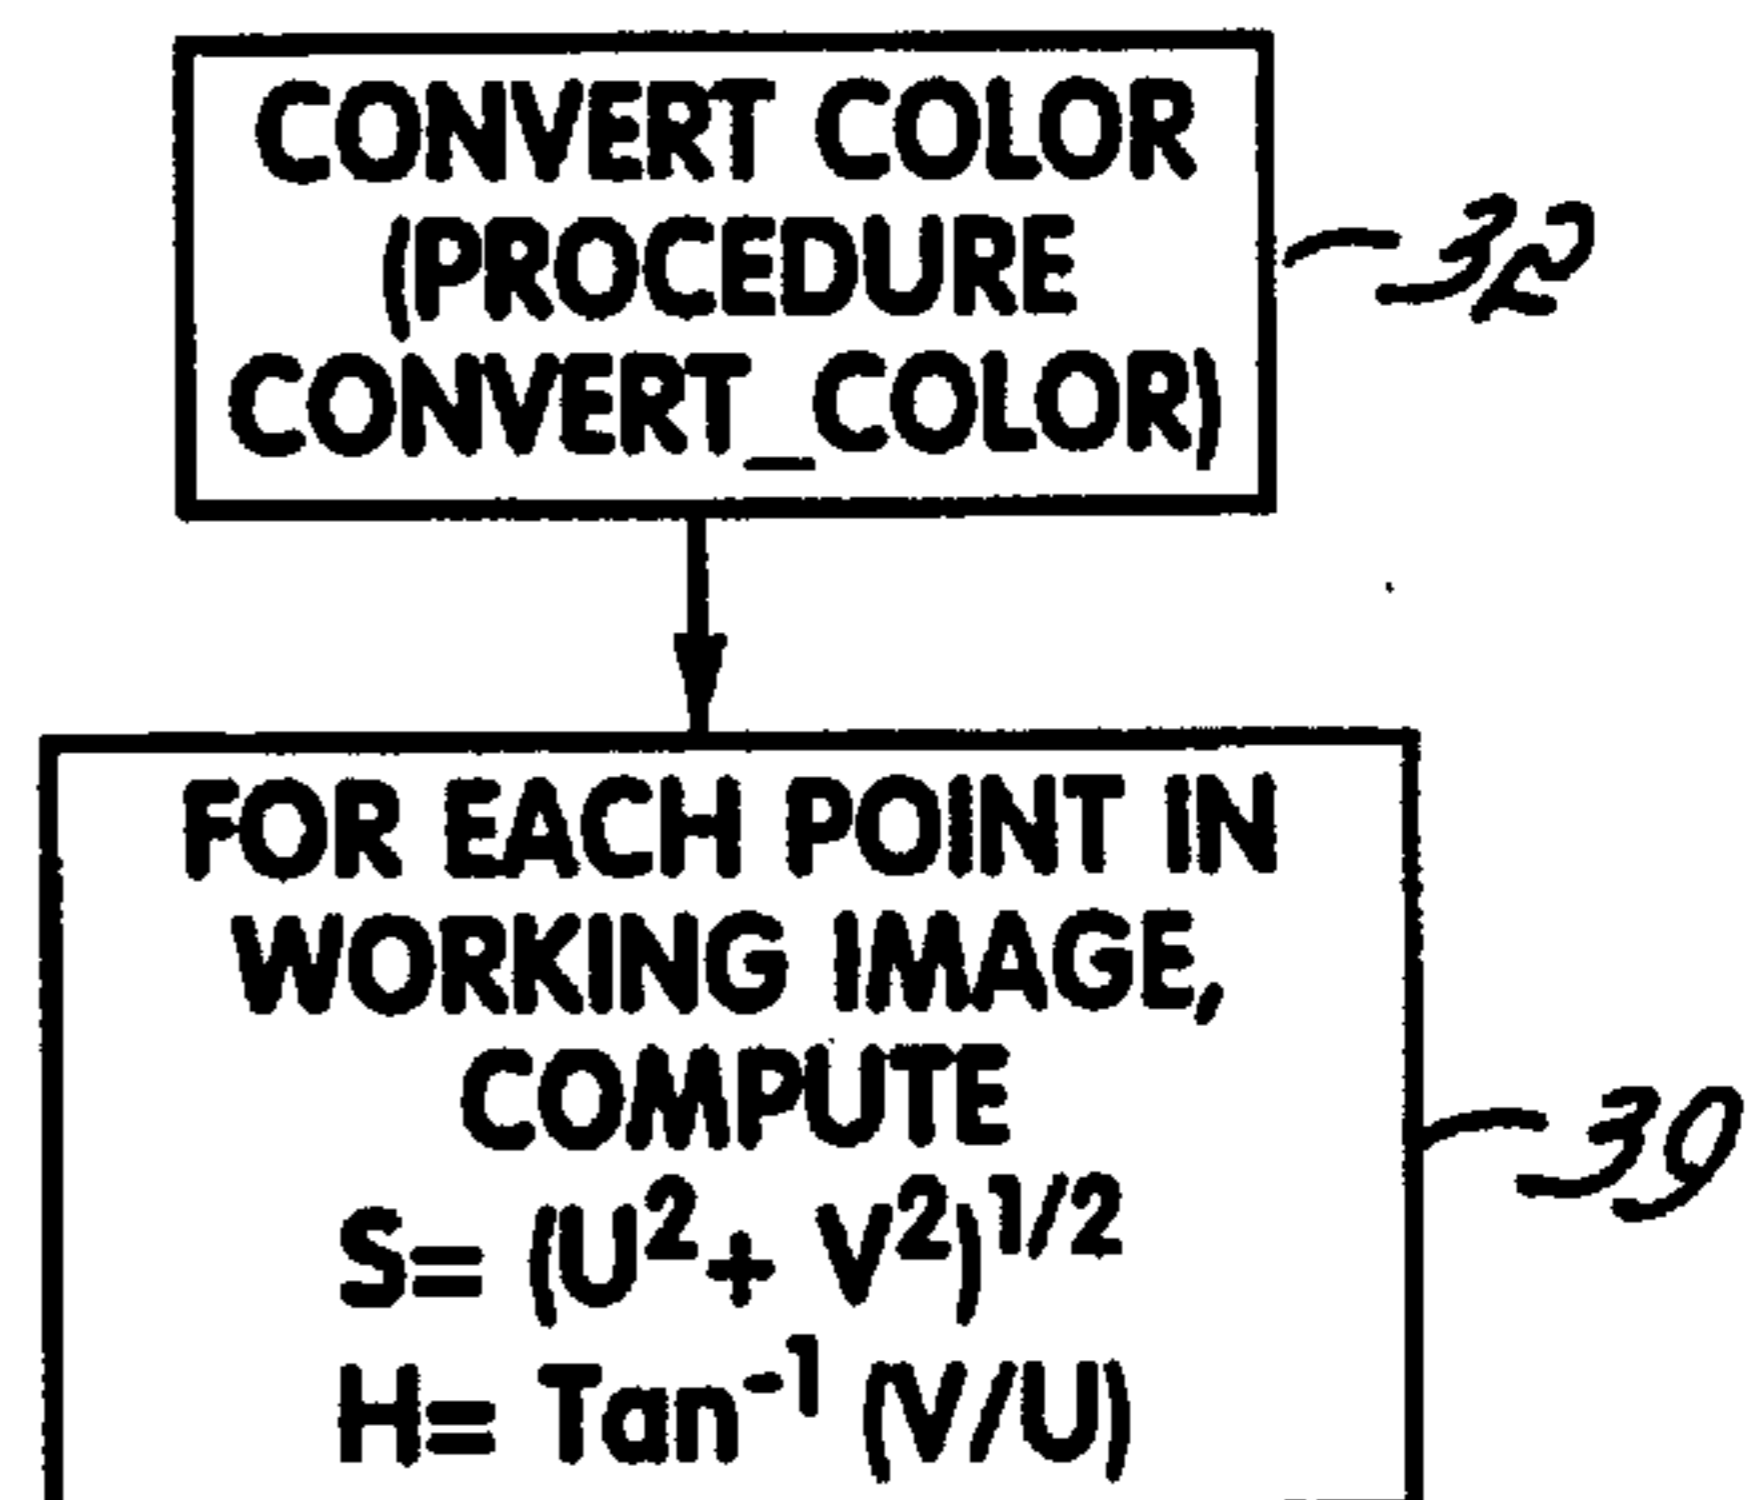 CONVERT COLOR
(PROCEDURE
CONVERT_COLOR)
32
FOR EACH POINT IN
WORKING IMAGE,
COMPUTE
39
S= (U²+ V²)¹/²
H= Tan⁻¹ (V/U)